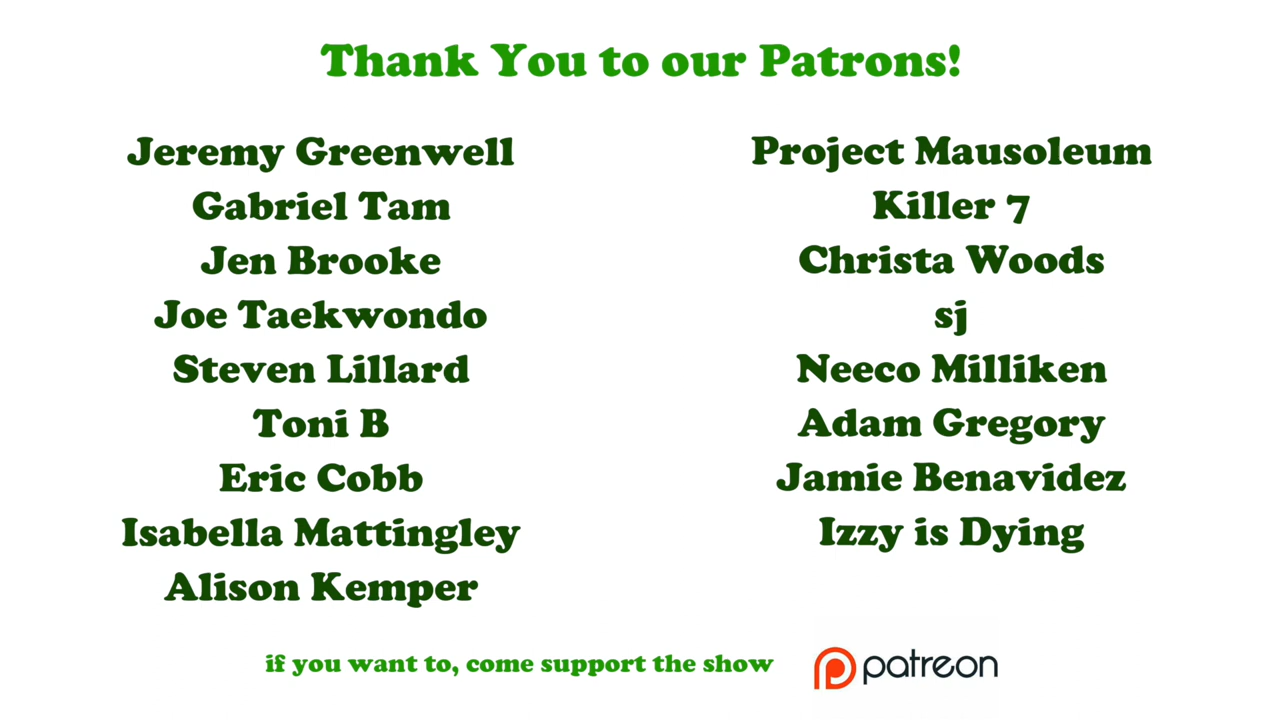 Thank You to our Patrons!
Jeremy Greenwell
Gabriel Tam
Jen Brooke
Joe Taekwondo
Steven Lillard
Toni B
Eric Cobb
Isabella Mattingley
Alison Kemper
Project Mausoleum
Killer 7
Christa Woods
sj
Neeco Milliken
Adam Gregory
Jamie Benavidez
Izzy is Dying
if you want to, come support the show
patreon